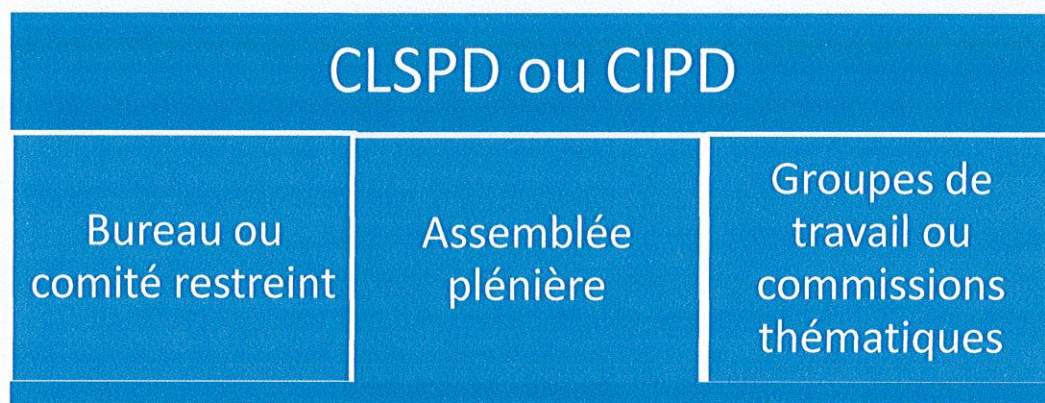 CLSPD ou CIPD
Bureau ou
comité restreint
Assemblée
plénière
Groupes de
travail ou
commissions
thématiques